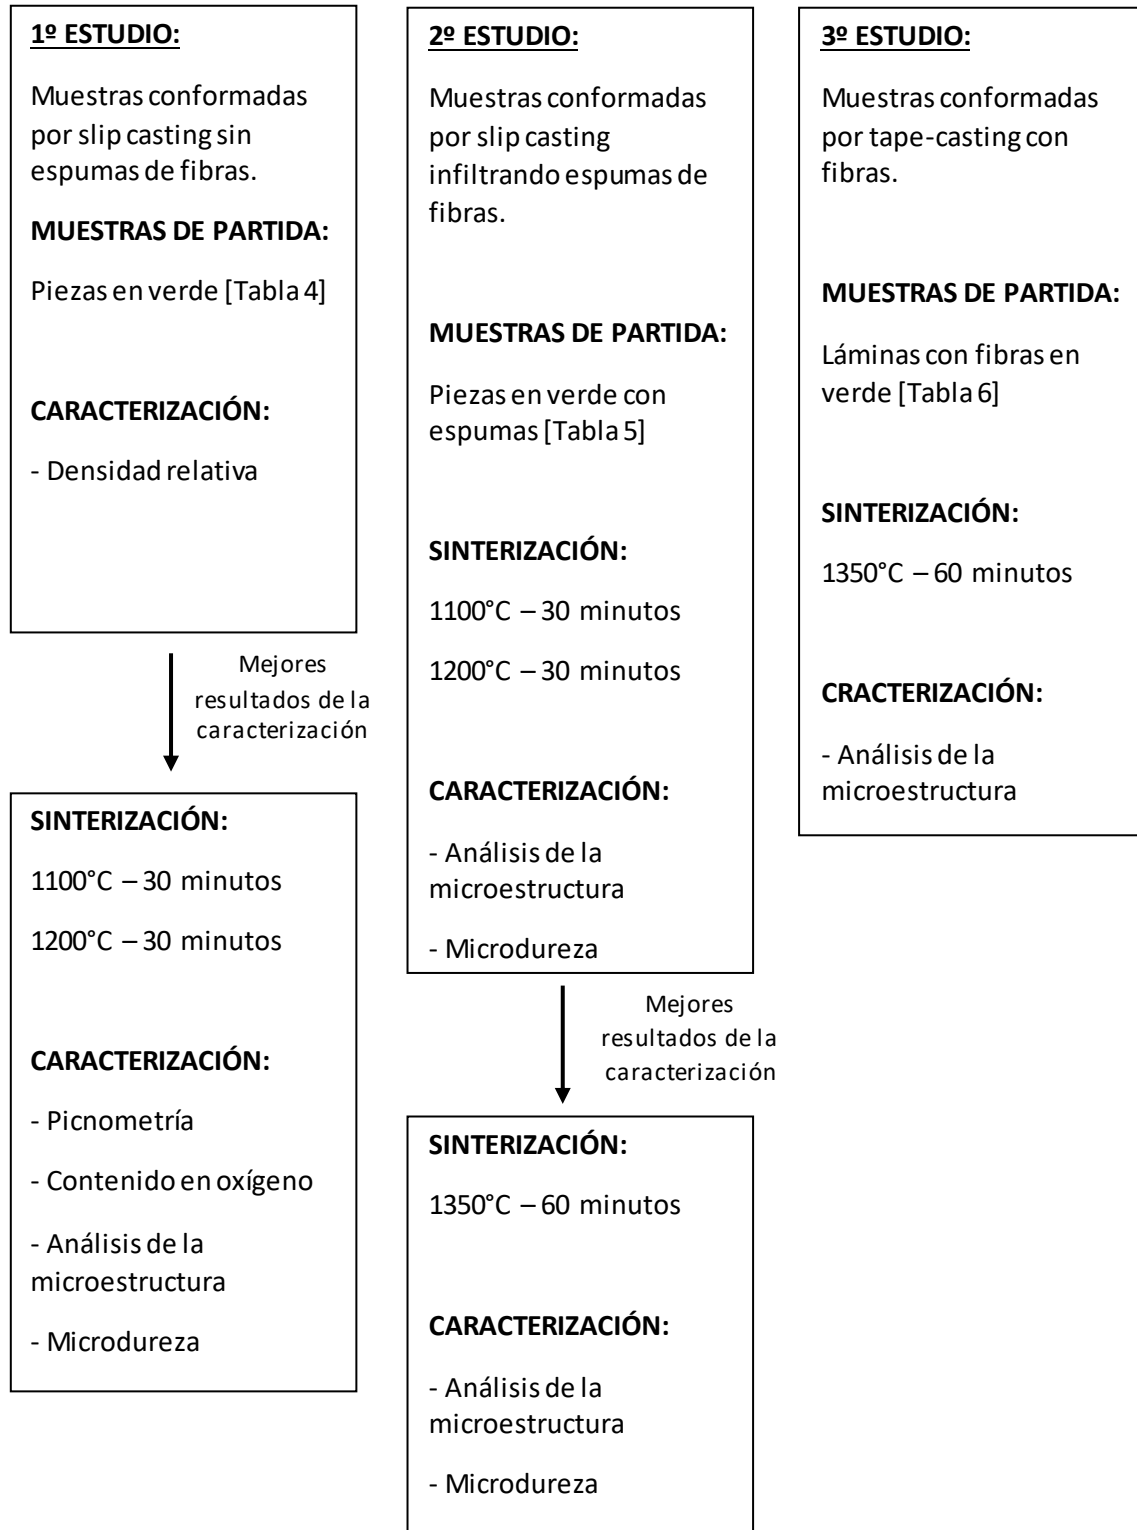 1º ESTUDIO:
Muestras conformadas
por slip casting sin
espumas de fibras.
MUESTRAS DE PARTIDA:
Piezas en verde [Tabla 4]
CARACTERIZACIÓN:
- Densidad relativa
Mejores
resultados de la
caracterización
SINTERIZACIÓN:
1100°C – 30 minutos
1200°C – 30 minutos
CARACTERIZACIÓN:
- Picnometría
- Contenido en oxígeno
- Análisis de la
microestructura
- Microdureza
2º ESTUDIO:
Muestras conformadas
por slip casting
infiltrando espumas de
fibras.
MUESTRAS DE PARTIDA:
Piezas en verde con
espumas [Tabla 5]
SINTERIZACIÓN:
1100°C – 30 minutos
1200°C – 30 minutos
CARACTERIZACIÓN:
- Análisis de la
microestructura
- Microdureza
Mejores
resultados de la
caracterización
SINTERIZACIÓN:
1350°C – 60 minutos
CARACTERIZACIÓN:
- Análisis de la
microestructura
- Microdureza
3º ESTUDIO:
Muestras conformadas
por tape-casting con
fibras.
MUESTRAS DE PARTIDA:
Láminas con fibras en
verde [Tabla 6]
SINTERIZACIÓN:
1350°C – 60 minutos
CRACTERIZACIÓN:
- Análisis de la
microestructura